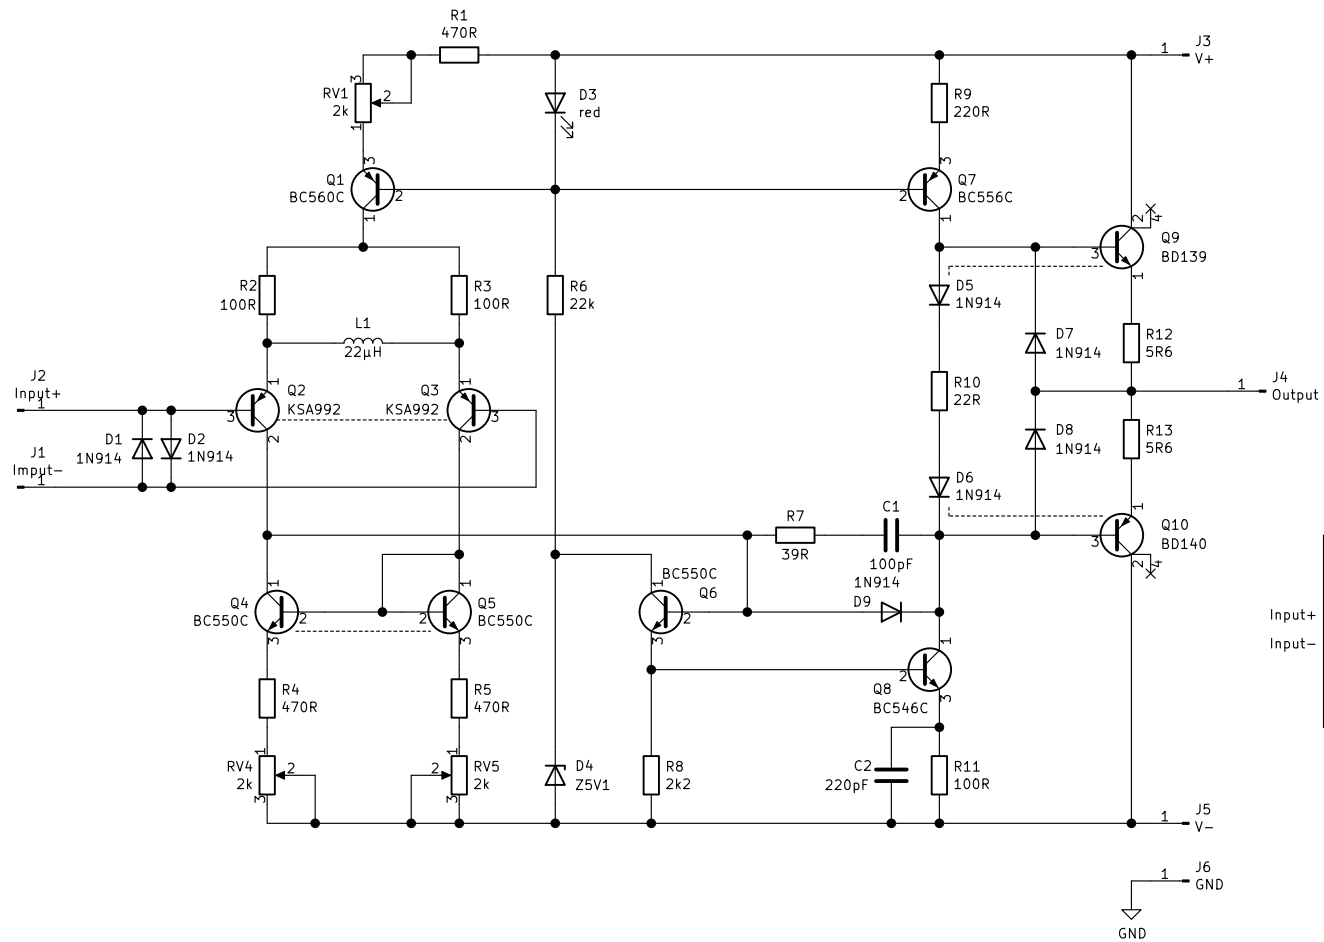 R1
470R
1
J3
V+
3
RV1
2k
2
1
D3
red
R9
220R
3
Q1
BC560C
2
1
3
Q7
BC556C
2
1
2
4
Q9
BD139
3
1
R2
100R
R3
100R
R6
22k
D5
1N914
L1
22µH
D7
1N914
R12
5R6
J2
Input+
1
1
Q2
KSA992
3
2
1
Q3
KSA992
3
2
R10
22R
1
J4
Output
D1
1N914
D2
1N914
J1
Imput-
1
D8
1N914
R13
5R6
D6
1N914
R7
39R
C1
100pF
1
Q10
BD140
3
2
4
1
Q4
BC550C
2
3
1
Q5
BC550C
2
3
BC550C
Q6
1
2
3
1N914
D9
Input+
Input-
1
Q8
BC546C
2
3
R4
470R
R5
470R
1
RV4
2k
2
3
1
RV5
2k
2
3
D4
Z5V1
R8
2k2
C2
220pF
R11
100R
1
J5
V-
1
J6
GND
GND